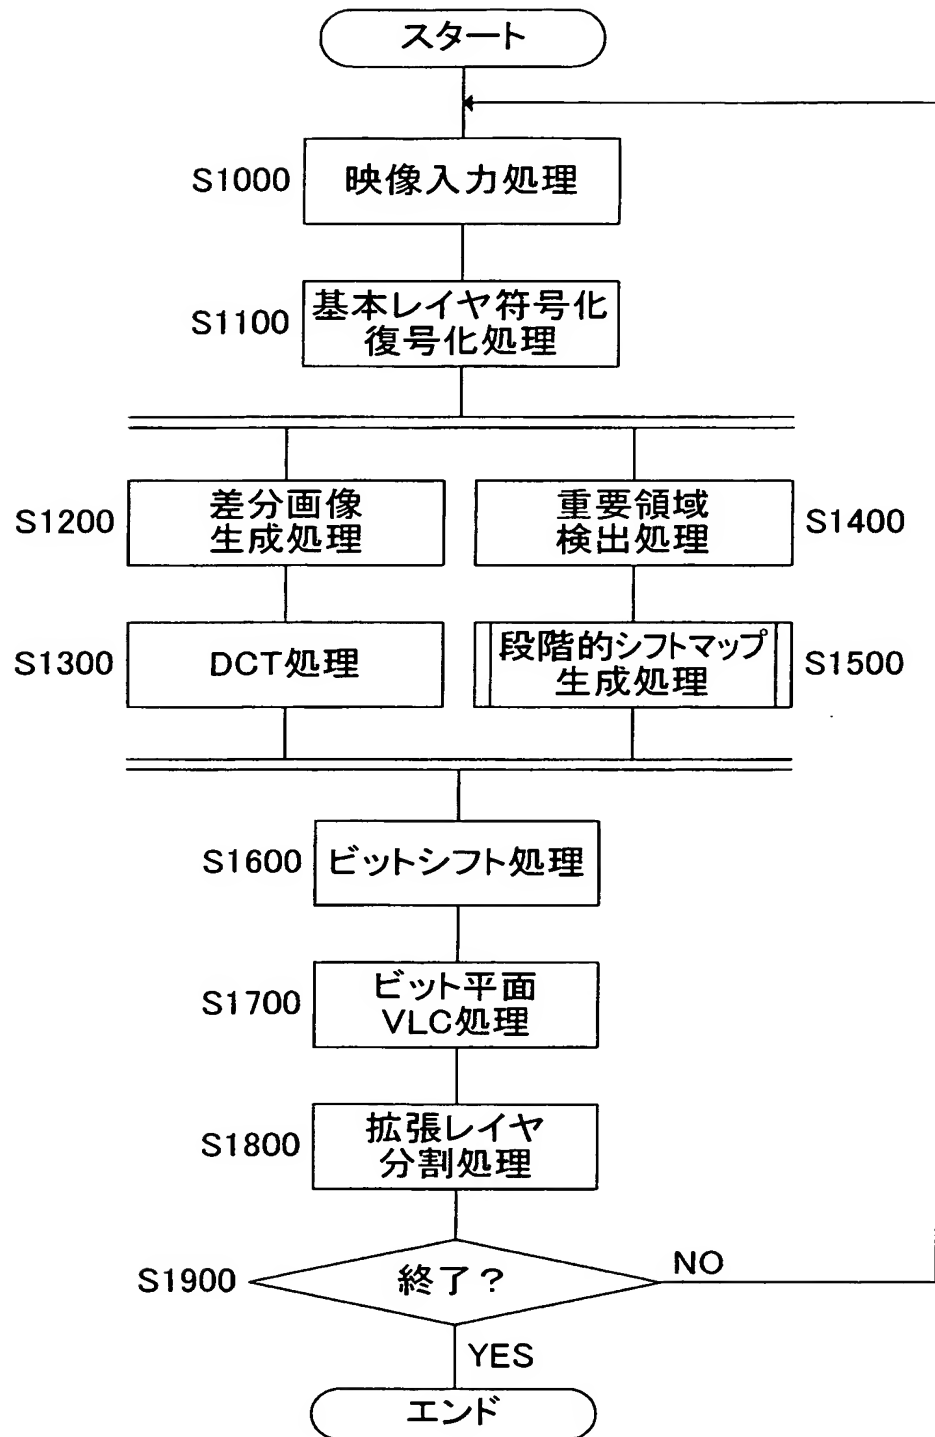 スタート
S1000
映像入力処理
S1100
基本レイヤ符号化
復号化処理
S1200
差分画像
生成処理
重要領域
検出処理
S1400
S1300
DCT処理
段階的シフトマップ
生成処理
S1500
S1600
ビットシフト処理
S1700
ビット平面
VLC処理
S1800
拡張レイヤ
分割処理
S1900
終了?
NO
YES
エンド